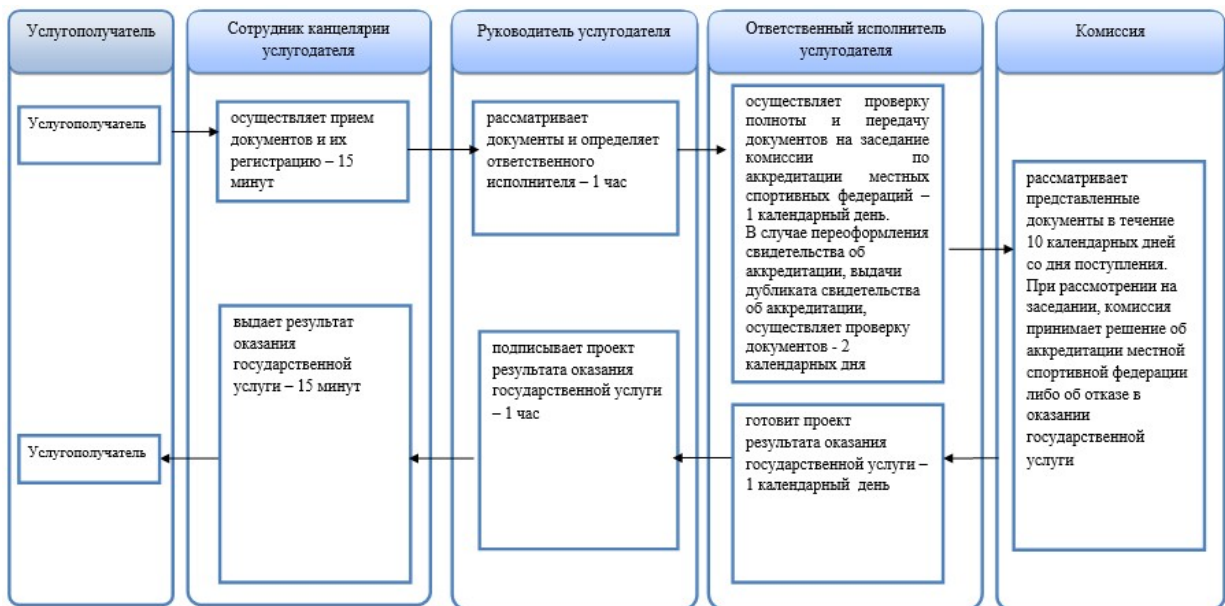 Услугополучатель
Сотрудник канцелярии
услугодателя
Руководитель услугодателя
Ответственный исполнитель
услугодателя
Комиссия
Услугополучатель
осуществляет прием
документов и их
регистрацию – 15
минут
рассматривает
документы и определяет
ответственного
исполнителя – 1 час
осуществляет проверку
полноты и передачу
документов на заседание
комиссии по
аккредитации местных
спортивных федераций –
1 календарный день.
В случае переоформления
свидетельства об
аккредитации, выдачи
дубликата свидетельства
об аккредитации,
осуществляет проверку
документов - 2
календарных дня
рассматривает
представленные
документы в течение
10 календарных дней
со дня поступления.
При рассмотрении на
заседании, комиссия
принимает решение об
аккредитации местной
спортивной федерации
либо об отказе в
оказании
государственной
услуги
готовит проект
результата оказания
государственной услуги –
1 календарный день
подписывает проект
результата оказания
государственной услуги
– 1 час
выдает результат
оказания
государственной
услуги – 15 минут
Услугополучатель